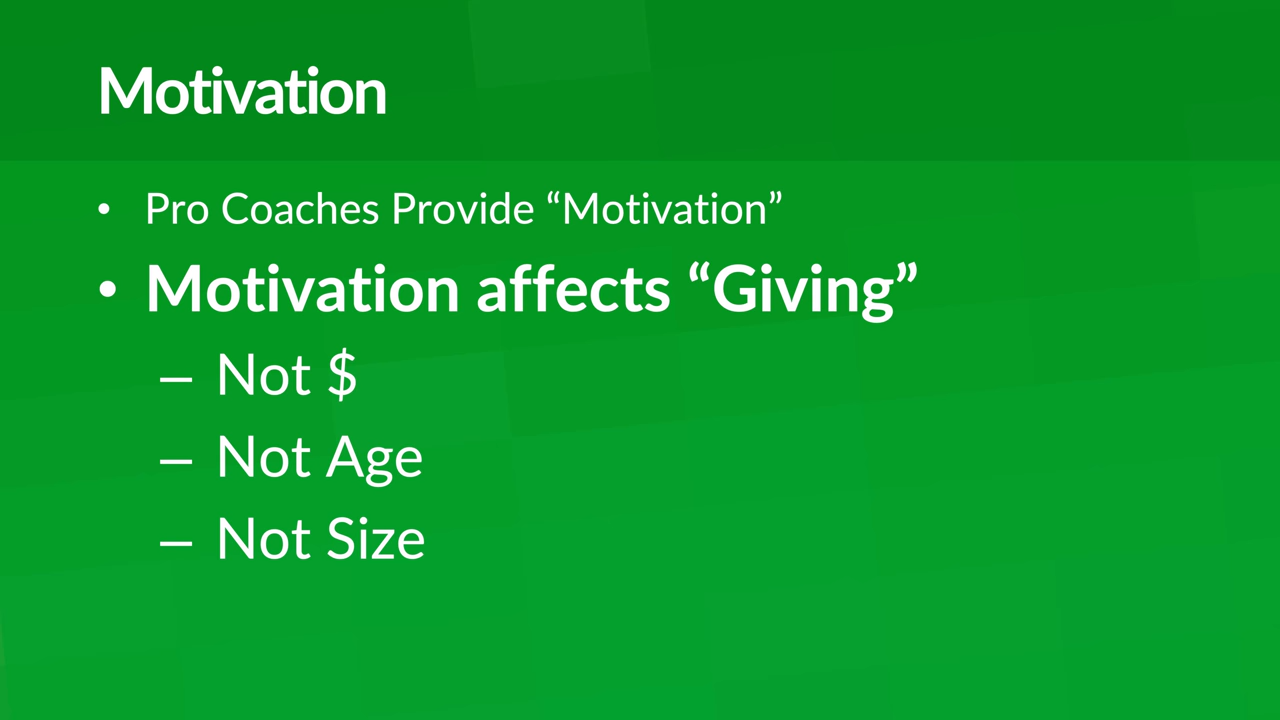 Motivation
• Pro Coaches Provide “Motivation”
• Motivation affects “Giving”
– Not $
– Not Age
– Not Size